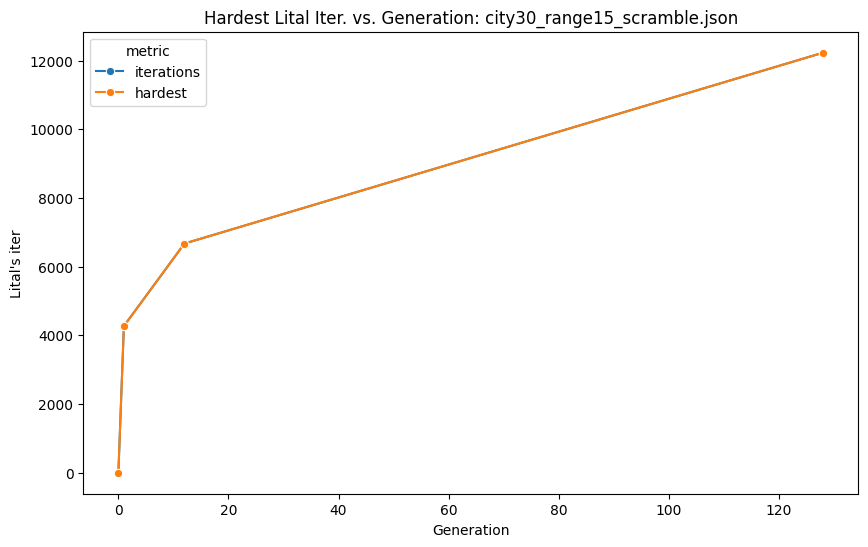 Hardest Lital Iter. vs. Generation: city30_range15_scramble.json
metric
iterations
hardest
12000
10000
8000
6000
4000
2000
0
Lital's iter
0 20 40 60 80 100 120
Generation